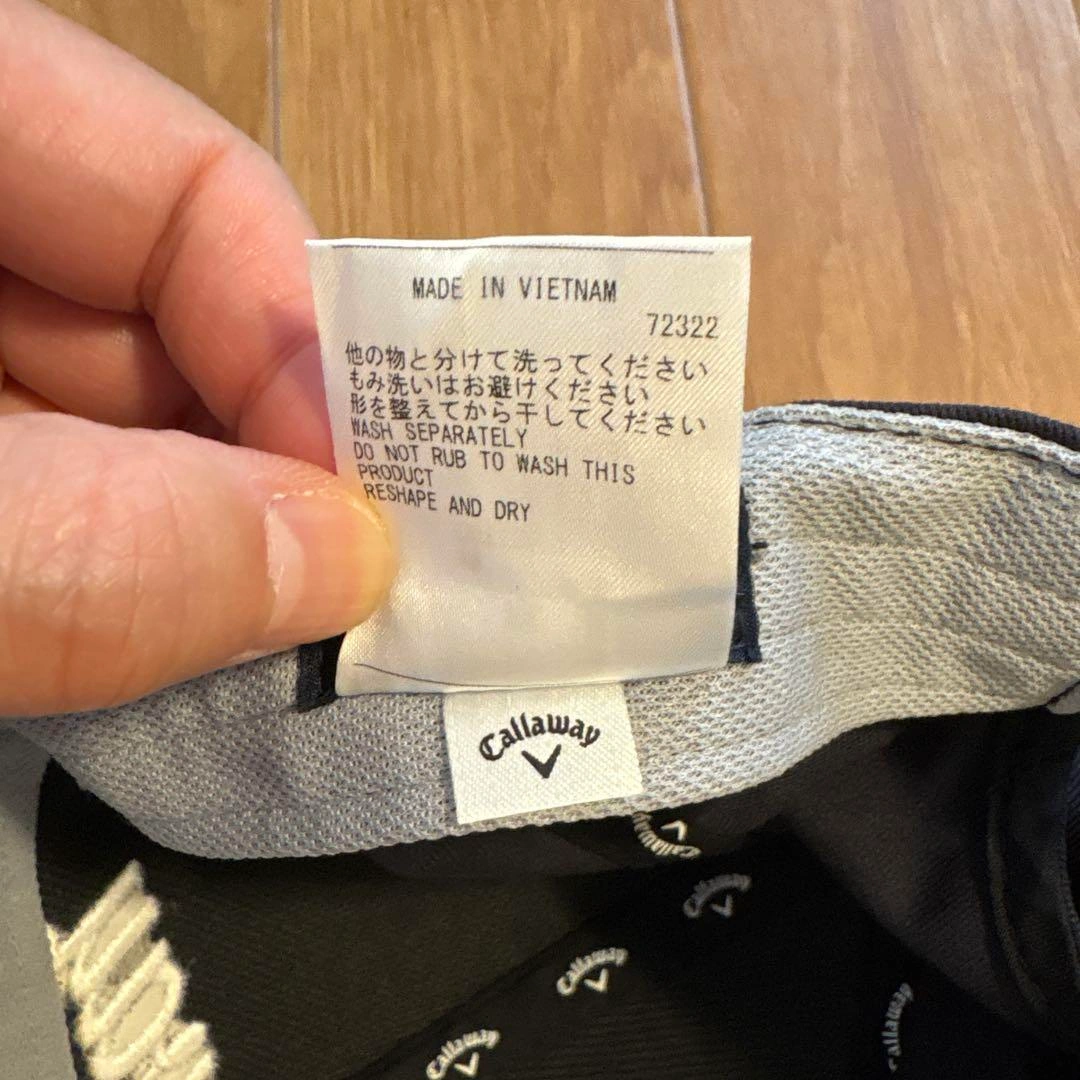 MADE IN VIETNAM
72322
他の物と分けて洗ってください
もみ洗いはお避けください
形を整えてから干してください
WASH SEPARATELY
DO NOT RUB TO WASH THIS
PRODUCT
RESHAPE AND DRY
Callaway
Callaway
Callaway
Callaway
Callaway
Callaway